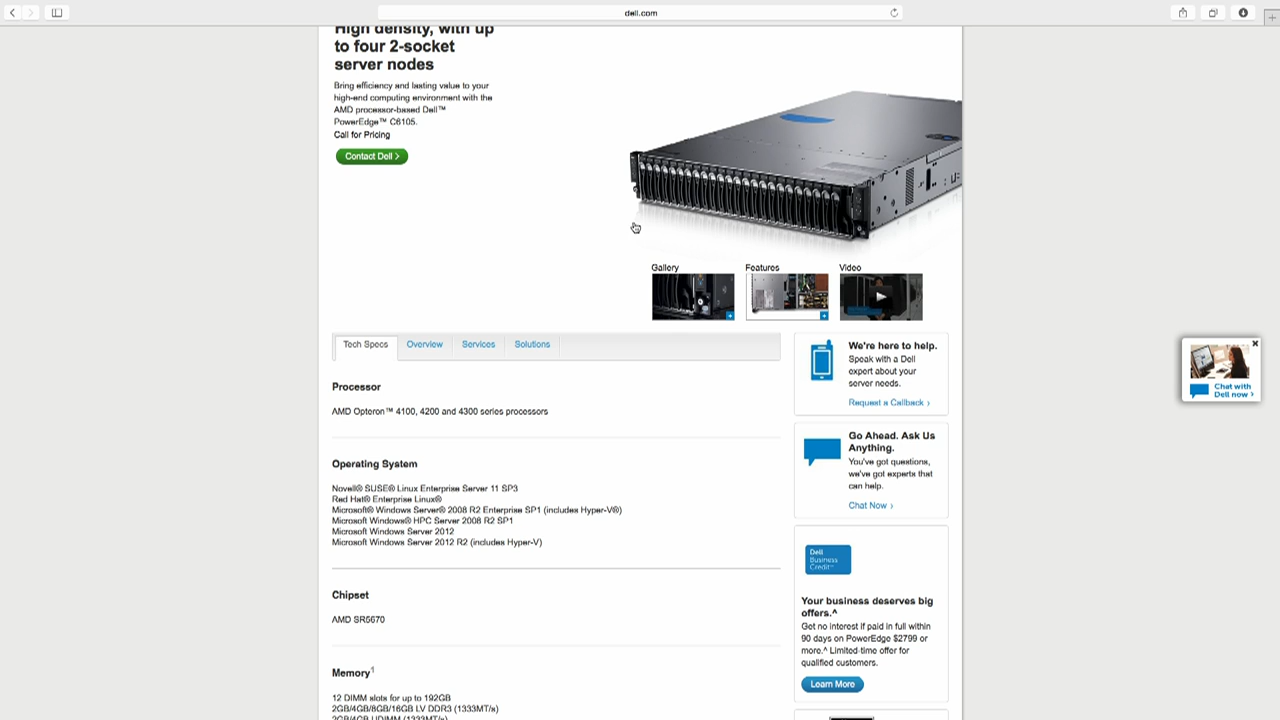 dell.com
High density, with up
to four 2-socket
server nodes
Bring efficiency and lasting value to your
high-end computing environment with the
AMD processor-based Dell™
PowerEdge™ C6105.
Call for Pricing
Contact Dell >
Gallery
Features
Video
Tech Specs
Overview
Services
Solutions
Processor
AMD Opteron™ 4100, 4200 and 4300 series processors
Operating System
Novell® SUSE® Linux Enterprise Server 11 SP3
Red Hat® Enterprise Linux®
Microsoft® Windows Server® 2008 R2 Enterprise SP1 (includes Hyper-V®)
Microsoft Windows® HPC Server 2008 R2 SP1
Microsoft Windows Server 2012
Microsoft Windows Server 2012 R2 (includes Hyper-V)
Chipset
AMD SR5670
Memory1
12 DIMM slots for up to 192GB
2GB/4GB/8GB/16GB LV DDR3 (1333MT/s)
2GB/4GB UDIMM (1333MT/s)
We're here to help.
Speak with a Dell
expert about your
server needs.
Request a Callback ›
Go Ahead. Ask Us
Anything.
You've got questions,
we've got experts that
can help.
Chat Now ›
Dell
Business
Credit™
Your business deserves big
offers.^
Get no interest if paid in full within
90 days on PowerEdge $2799 or
more.^ Limited-time offer for
qualified customers.
Learn More
Chat with
Dell now ›